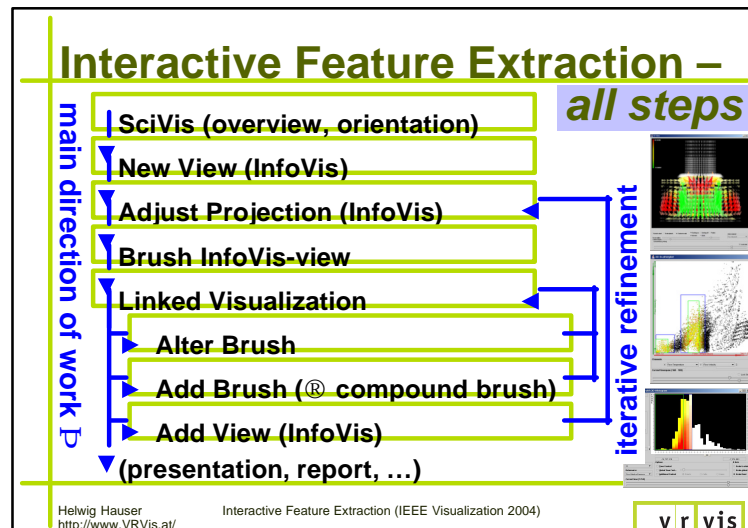 Interactive Feature Extraction –
all steps
SciVis (overview, orientation)
New View (InfoVis)
Adjust Projection (InfoVis)
Brush InfoVis-view
Linked Visualization
Alter Brush
Add Brush (® compound brush)
Add View (InfoVis)
(presentation, report, …)
main direction of work Þ
iterative refinement
Helwig Hauser
http://www.VRVis.at/
Interactive Feature Extraction (IEEE Visualization 2004)
v r vis